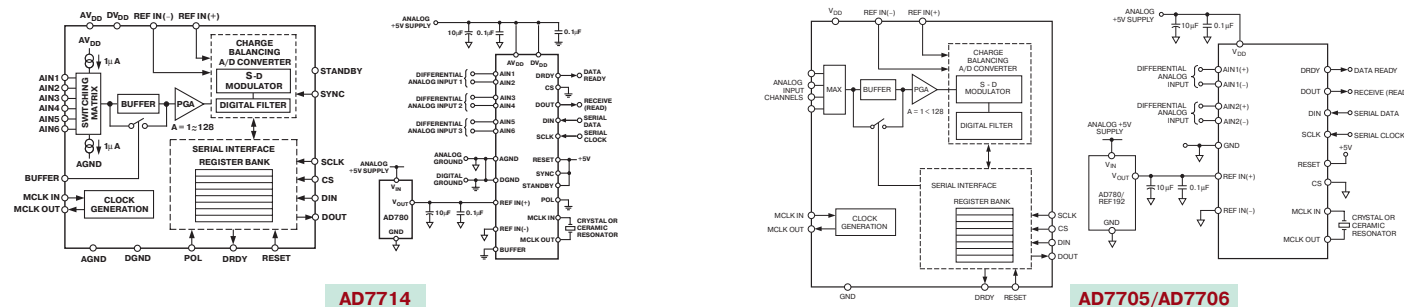 AVDD DVDD REF IN(-) REF IN(+)
AVDD
1µA
CHARGE
BALANCING
A/D CONVERTER
S-D
MODULATOR
DIGITAL FILTER
STANDBY
SYNC
AIN1
AIN2
AIN3
AIN4
AIN5
AIN6
SWITCHING
MATRIX
BUFFER
PGA
A = 1≈128
1µA
AGND
SERIAL INTERFACE
REGISTER BANK
SCLK
CS
DIN
DOUT
BUFFER
MCLK IN
MCLK OUT
CLOCK
GENERATION
AGND DGND POL DRDY RESET
ANALOG
+5V SUPPLY
10µF 0.1µF 0.1µF
AVDD DVDD
DIFFERENTIAL
ANALOG INPUT 1
AIN1
AIN2
DIFFERENTIAL
ANALOG INPUT 2
AIN3
AIN4
DIFFERENTIAL
ANALOG INPUT 3
AIN5
AIN6
ANALOG
GROUND
AGND
DIGITAL
GROUND
DGND
ANALOG
+5V SUPPLY
VIN
VOUT
AD780
GND
10µF 0.1µF
REF IN(+)
REF IN(-)
BUFFER
DRDY
DATA
READY
CS
DOUT
RECEIVE
(READ)
DIN
SERIAL
DATA
SCLK
SERIAL
CLOCK
RESET
+5V
SYNC
STANDBY
POL
MCLK IN
CRYSTAL OR
CERAMIC
RESONATOR
MCLK OUT
AD7714
VDD REF IN(-) REF IN(+)
CHARGE
BALANCING
A/D CONVERTER
S - D
MODULATOR
DIGITAL FILTER
ANALOG
INPUT
CHANNELS
MAX
BUFFER
PGA
A = 1 < 128
SERIAL INTERFACE
REGISTER BANK
SCLK
CS
DIN
DOUT
MCLK IN
MCLK OUT
CLOCK
GENERATION
GND DRDY RESET
ANALOG
+5V SUPPLY
10µF 0.1µF
VDD
DIFFERENTIAL
ANALOG
INPUT
AIN1(+)
AIN1(-)
DIFFERENTIAL
ANALOG
INPUT
AIN2(+)
AIN2(-)
GND
ANALOG +5V
SUPPLY
VIN
VOUT
AD780/
REF192
GND
10µF 0.1µF
REF IN(+)
REF IN(-)
DRDY
DATA READY
DOUT
RECEIVE (READ)
DIN
SERIAL DATA
SCLK
SERIAL CLOCK
+5V
RESET
CS
MCLK IN
CRYSTAL OR
CERAMIC
RESONATOR
MCLK OUT
AD7705/AD7706